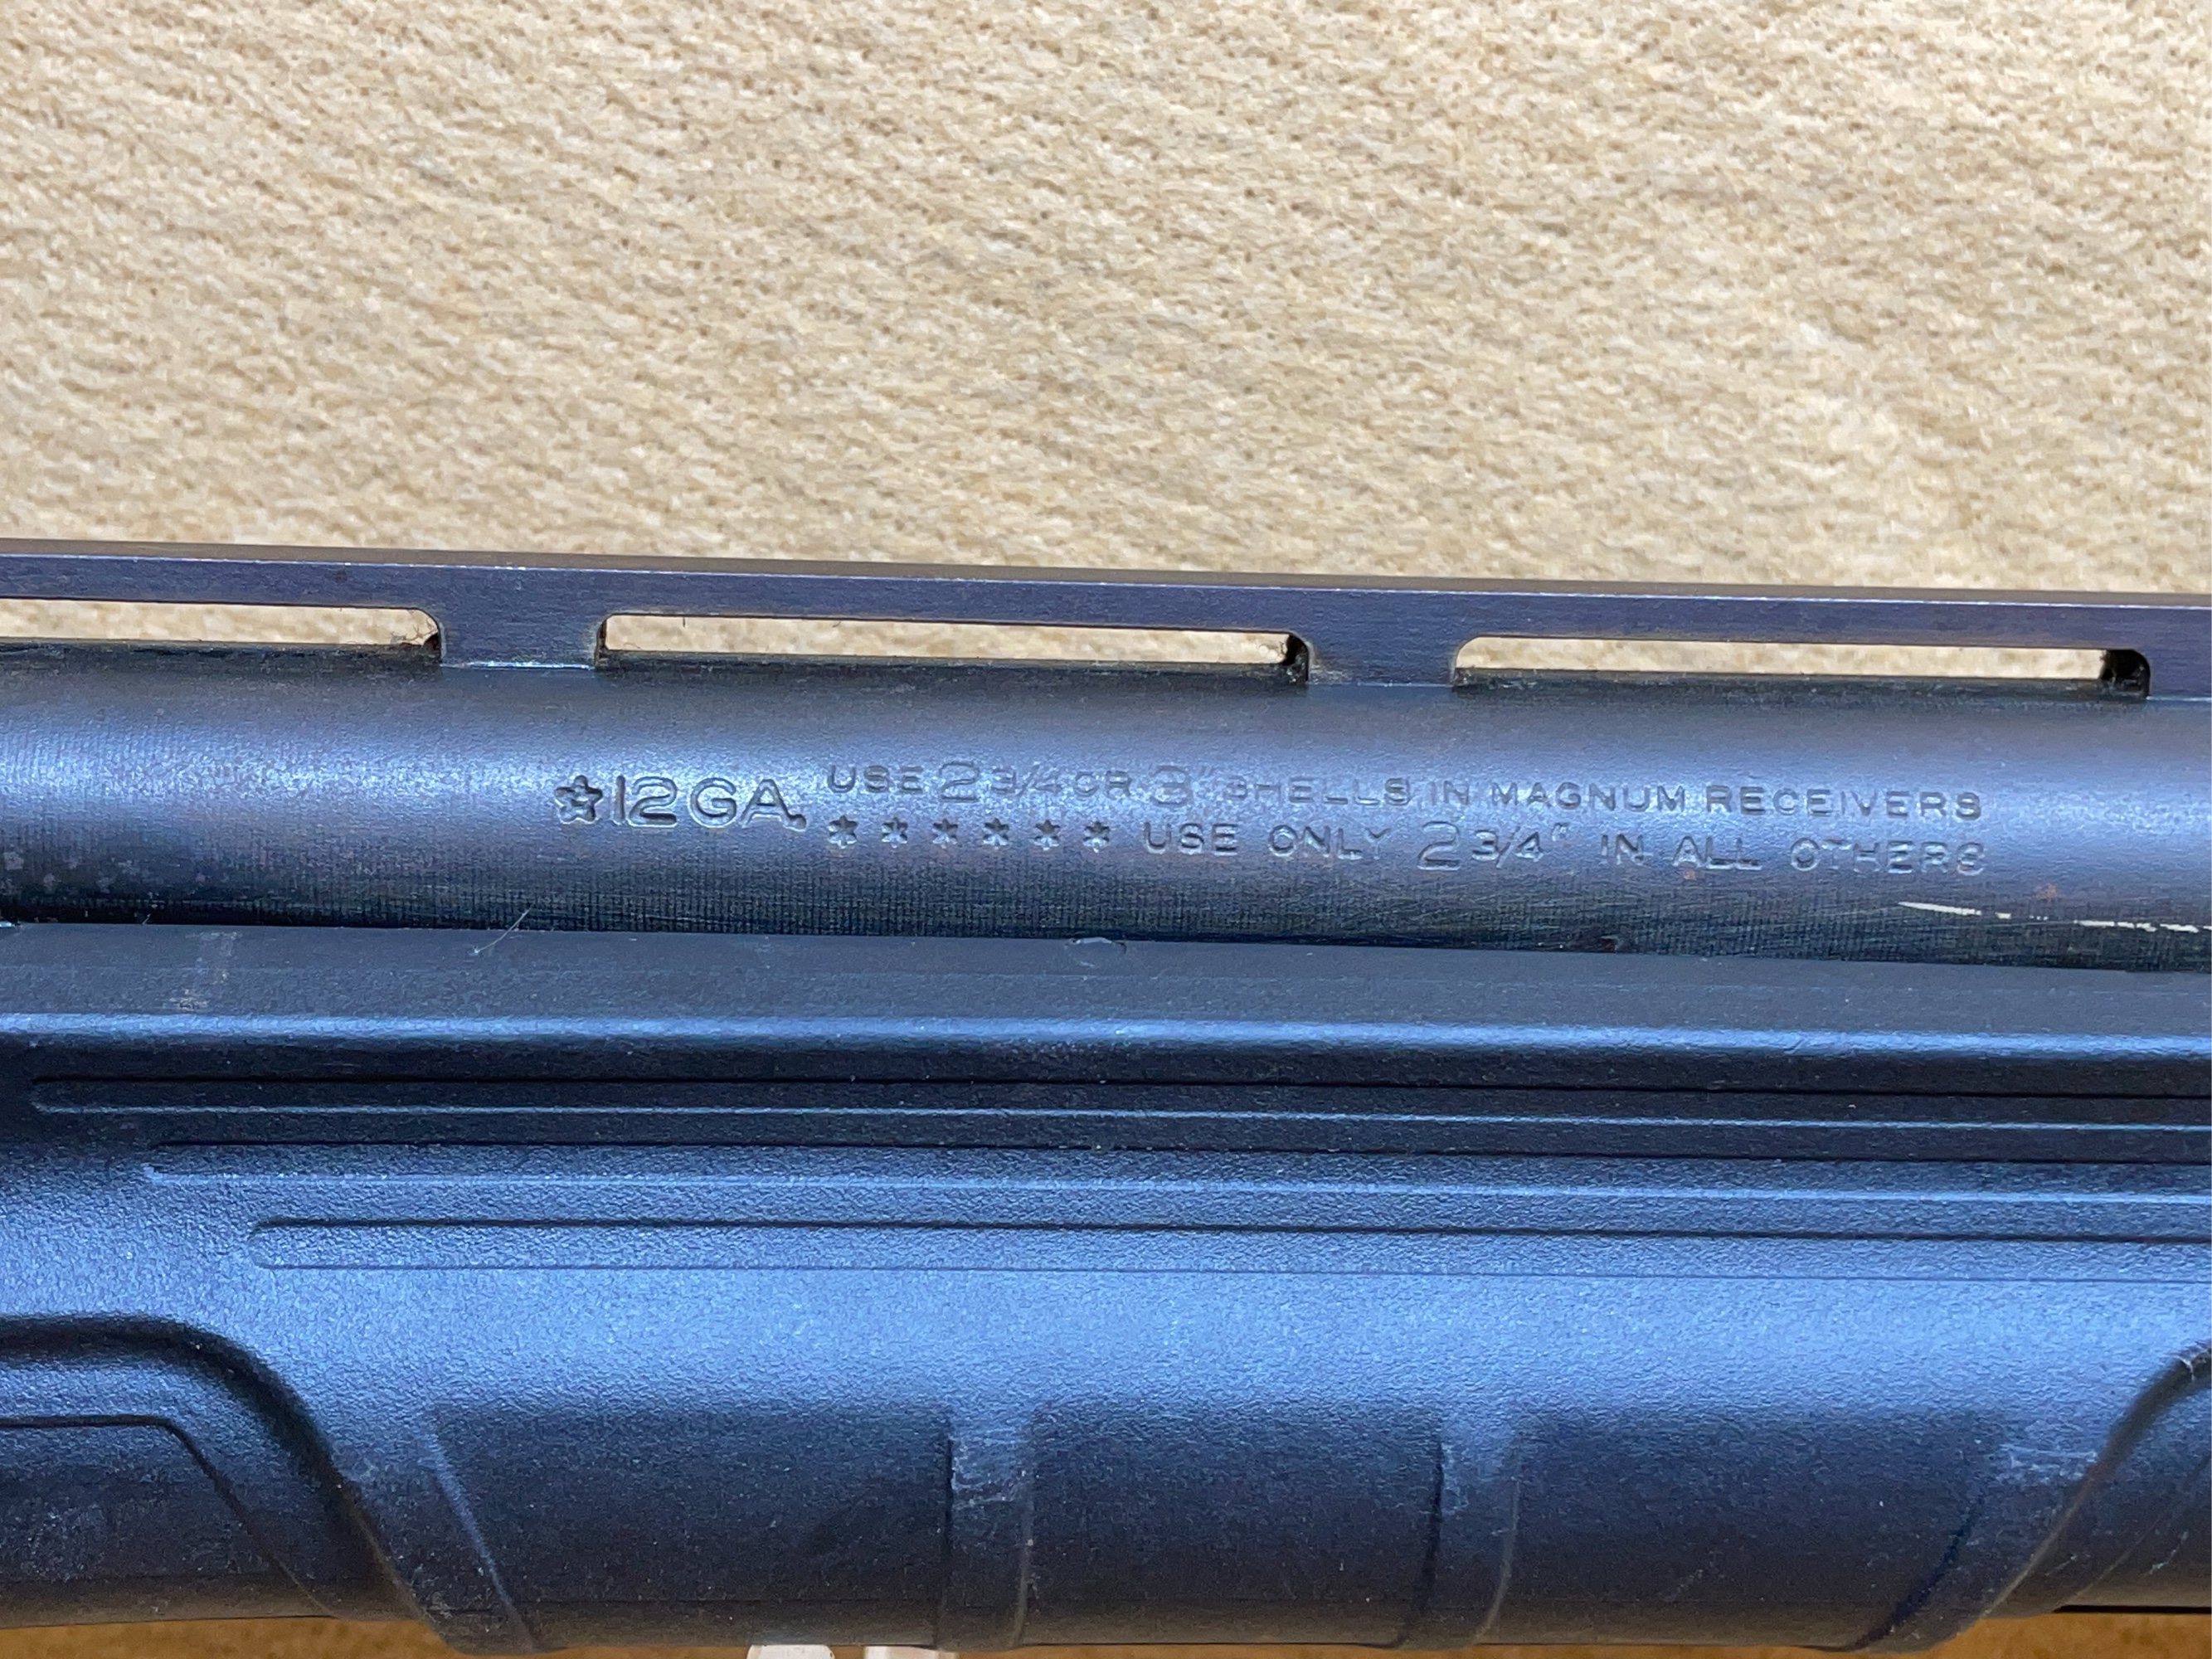 ☆12GA. USE 2 3/4 OR 3" SHELLS IN MAGNUM RECEIVERS
****** USE ONLY 2 3/4" IN ALL OTHERS